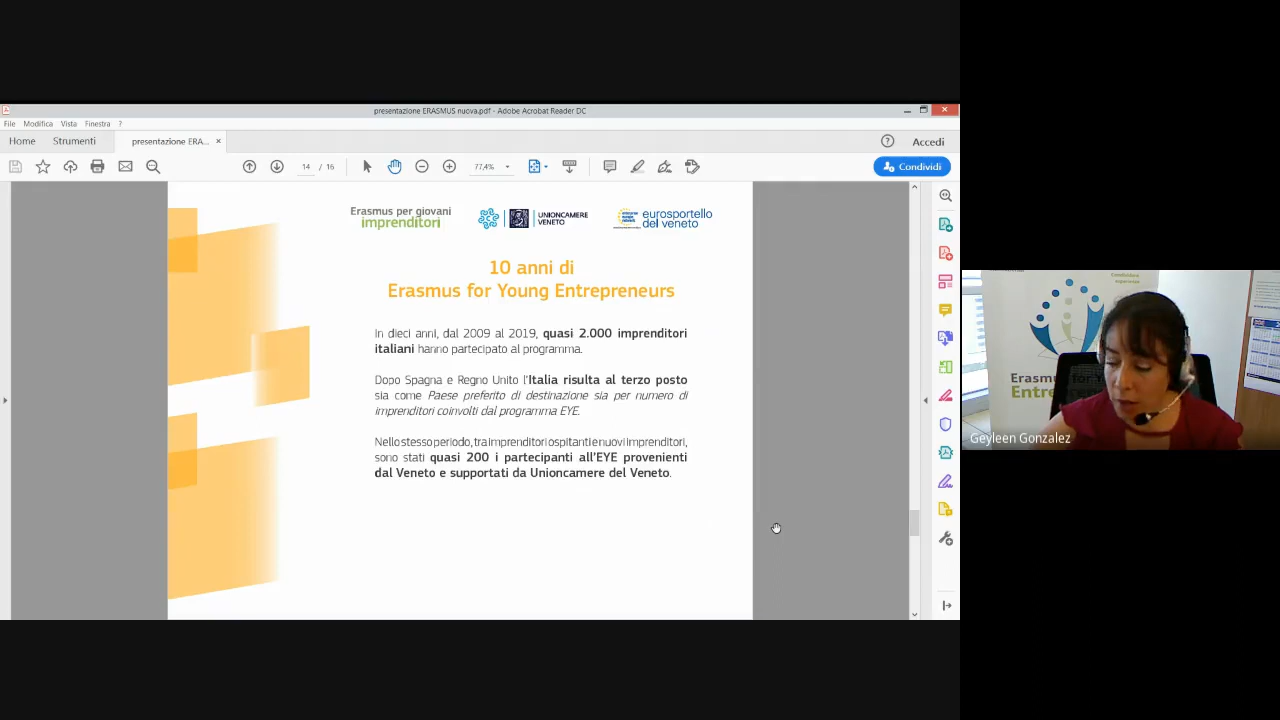 presentazione ERASMUS nuova.pdf - Adobe Acrobat Reader DC
File Modifica Vista Finestra ?
Home Strumenti presentazione ERA... × Accedi
14 / 16 77,4% Condividi
Erasmus per giovani
imprenditori
UNIONCAMERE
VENETO
eurosportello
del veneto
10 anni di
Erasmus for Young Entrepreneurs
In dieci anni, dal 2009 al 2019, quasi 2.000 imprenditori
italiani hanno partecipato al programma.
Dopo Spagna e Regno Unito l'Italia risulta al terzo posto
sia come Paese preferito di destinazione sia per numero di
imprenditori coinvolti dal programma EYE.
Nello stesso periodo, tra imprenditori ospitanti e nuovi imprenditori,
sono stati quasi 200 i partecipanti all'EYE provenienti
dal Veneto e supportati da Unioncamere del Veneto.
Geyleen Gonzalez